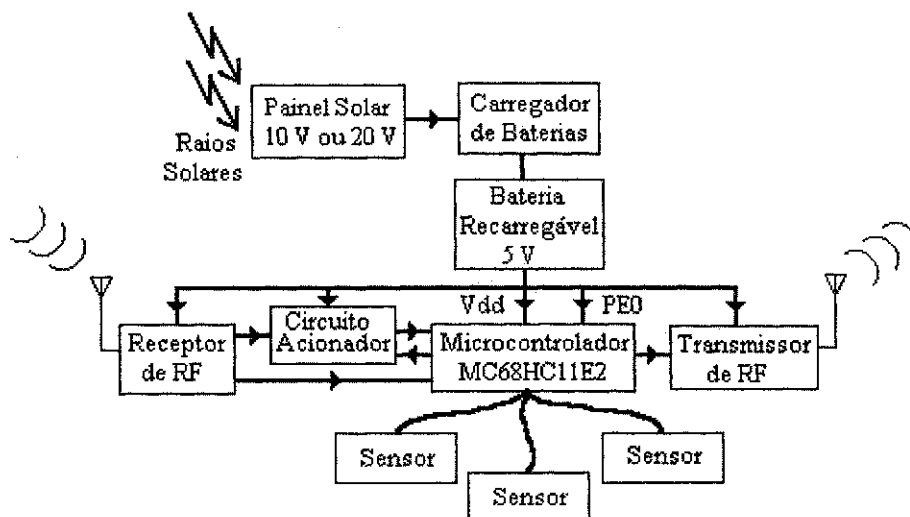 Painel Solar
10 V ou 20 V
Carregador
de Baterias
Raios
Solares
Bateria
Recarregável
5 V
Vdd
PE0
Receptor
de RF
Circuito
Acionador
Microcontrolador
MC68HC11E2
Transmissor
de RF
Sensor
Sensor
Sensor